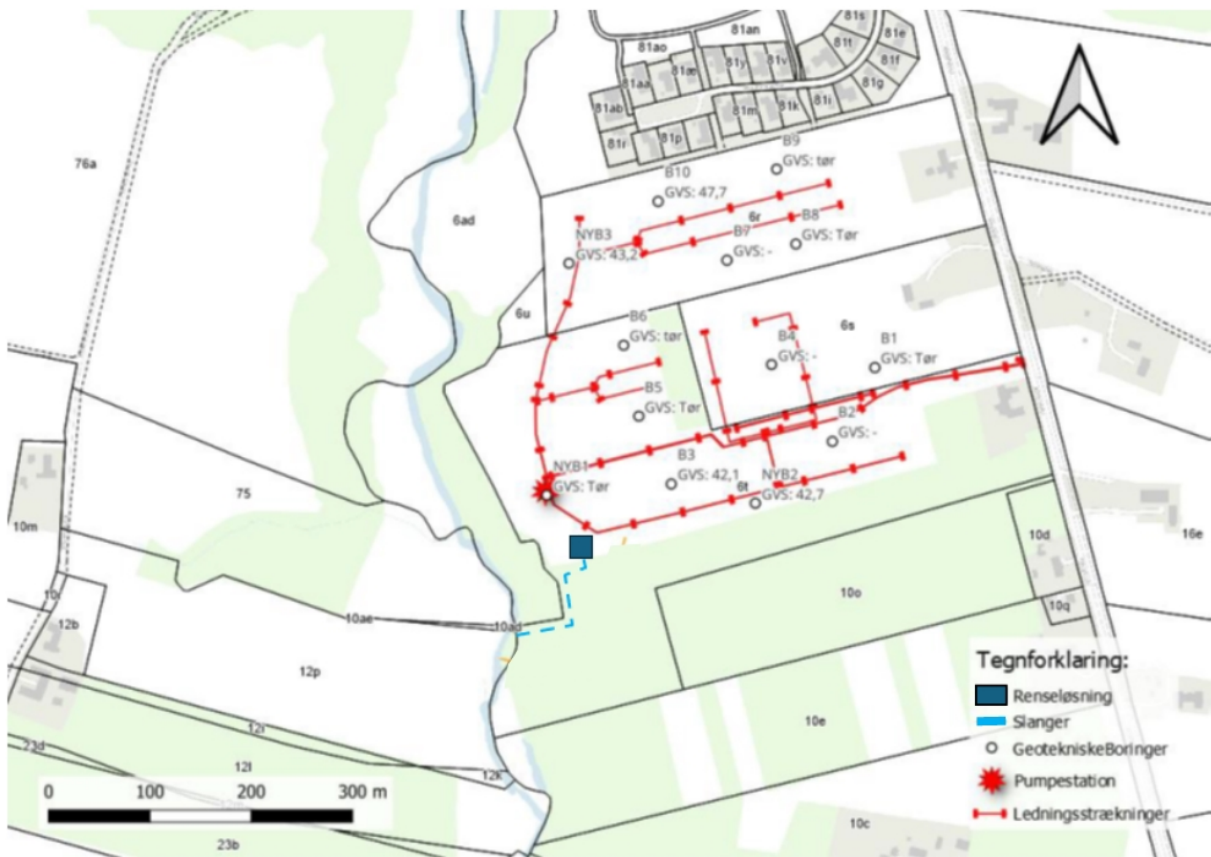 81s
81an
81ao
81t
81e
81y
81v
81f
81æ
81aa
81g
81i
81k
81m
81ab
81p
81r
76a
B9
GVS: tør
B10
GVS: 47,7
6ad
6r
B8
GVS: Tør
B7
GVS: -
NYB3
GVS: 43,2
6u
B6
GVS: tør
6s
B4
GVS: -
B1
GVS: Tør
B5
GVS: Tør
B2
GVS: -
B3
GVS: 42,1
NYB1
GVS: Tør
NYB2
GVS: 42,7
6t
75
10m
16e
10d
10o
10q
12b
10ae
10ad
12p
10e
12i
23d
12l
12k
23b
10c
Tegnforklaring:
Renseløsning
Slanger
GeotekniskeBoringer
Pumpestation
Ledningsstrækninger
0 100 200 300 m